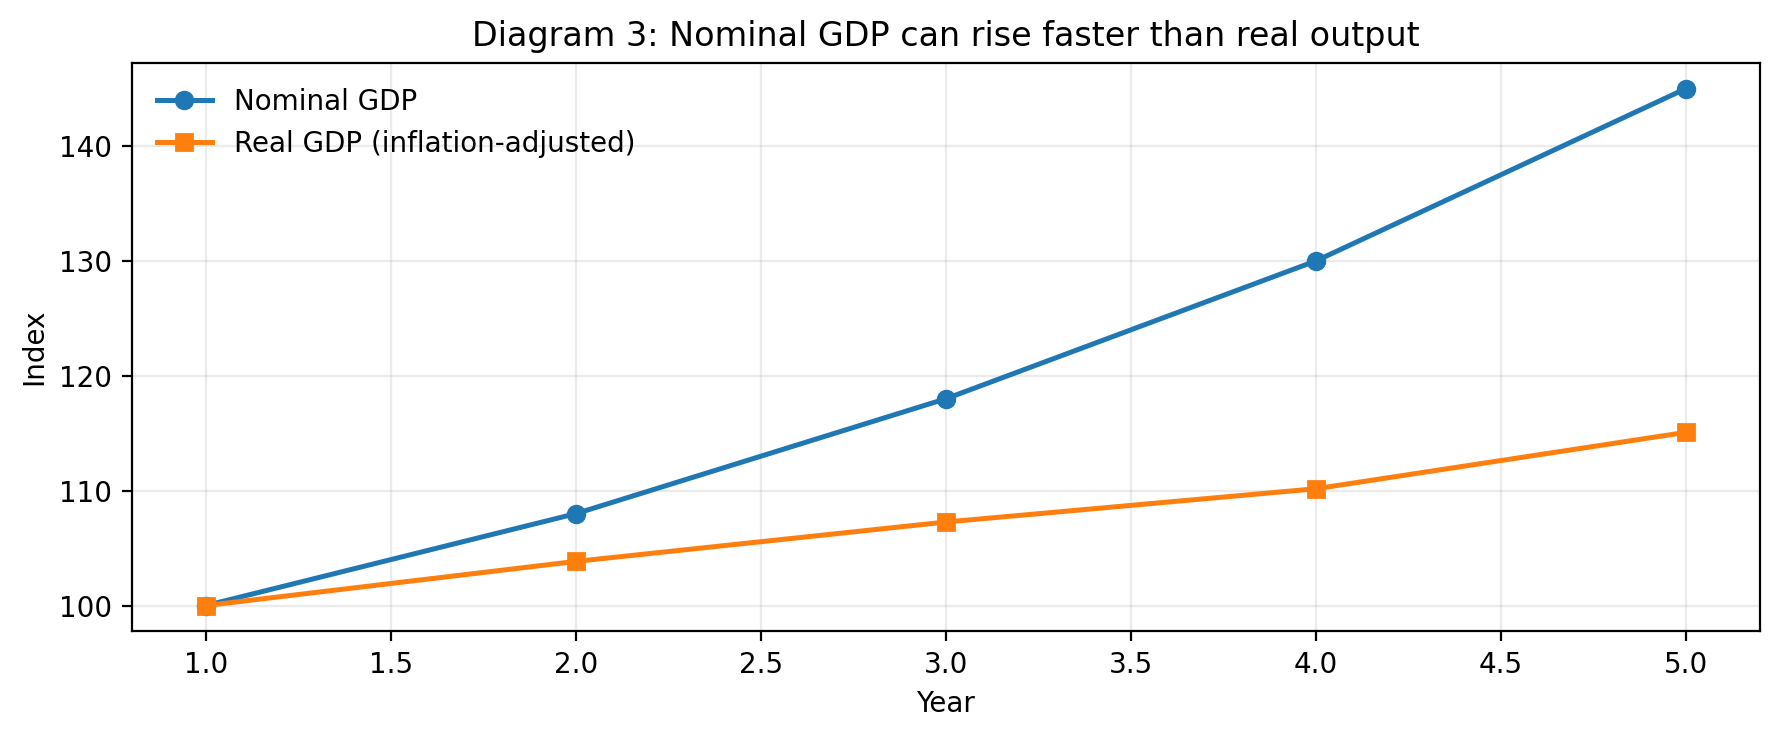 Diagram 3: Nominal GDP can rise faster than real output
Nominal GDP
Real GDP (inflation-adjusted)
140
130
120
110
100
Index
1.0 1.5 2.0 2.5 3.0 3.5 4.0 4.5 5.0
Year